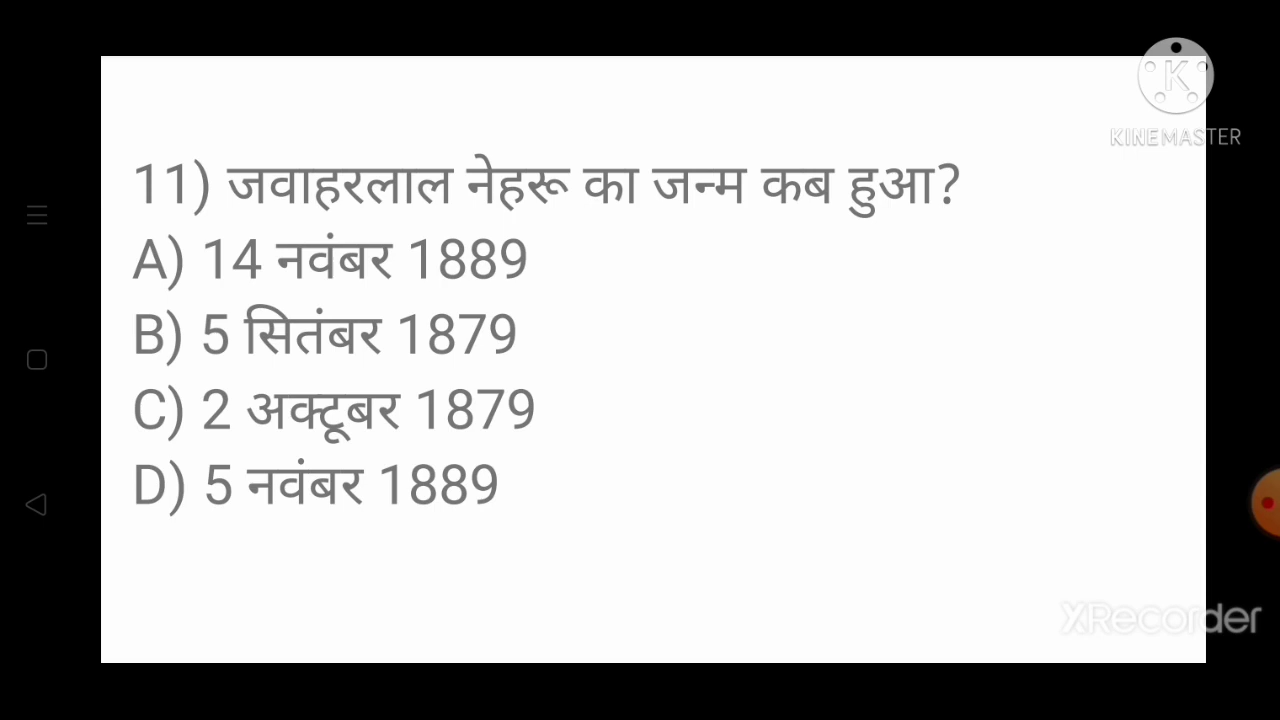 KINEMASTER
11) जवाहरलाल नेहरू का जन्म कब हुआ?
A) 14 नवंबर 1889
B) 5 सितंबर 1879
C) 2 अक्टूबर 1879
D) 5 नवंबर 1889
XRecorder